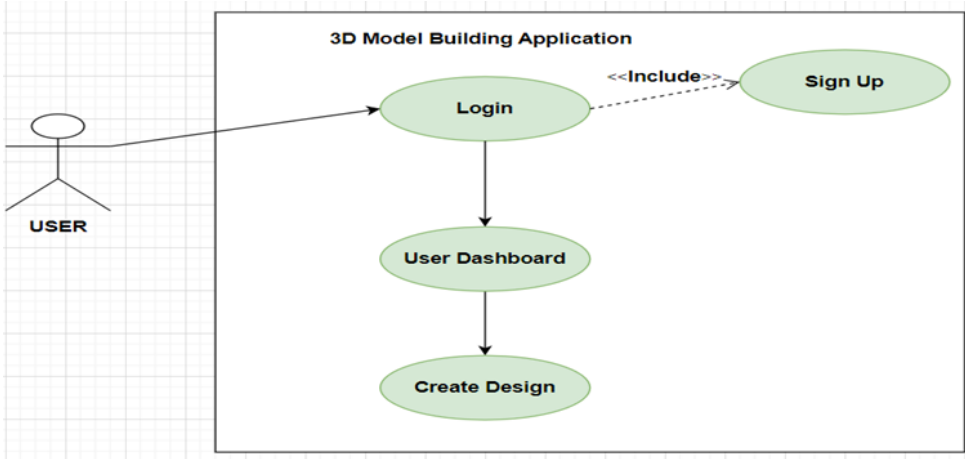 3D Model Building Application
<<Include>>
Sign Up
Login
USER
User Dashboard
Create Design